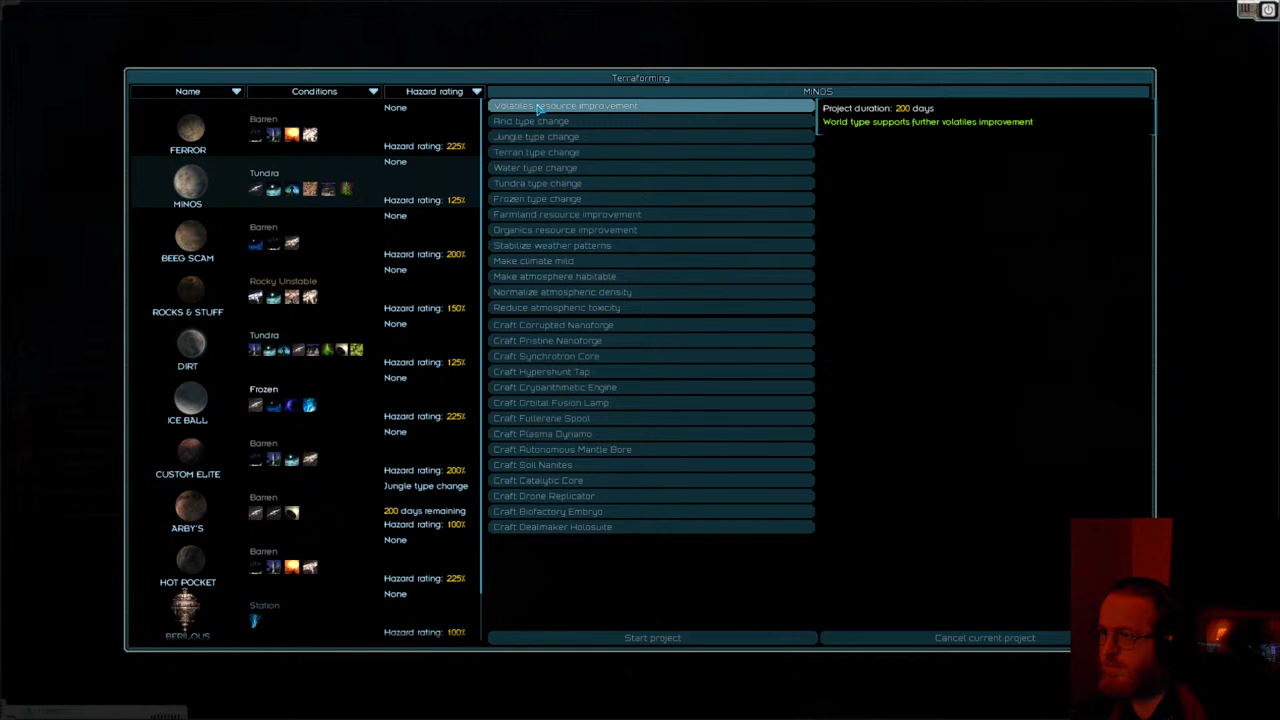 Terraforming
Name
Conditions
Hazard rating
MINOS
None
Barren
FERROR
Hazard rating: 225%
None
Tundra
MINOS
Hazard rating: 125%
None
Barren
BEEG SCAM
Hazard rating: 200%
None
Rocky Unstable
ROCKS & STUFF
Hazard rating: 150%
None
Tundra
DIRT
Hazard rating: 125%
None
Frozen
ICE BALL
Hazard rating: 225%
None
Barren
CUSTOM ELITE
Hazard rating: 200%
Jungle type change
Barren
200 days remaining
ARBY'S
Hazard rating: 100%
None
Barren
HOT POCKET
Hazard rating: 225%
None
Station
BERILOUS
Hazard rating: 100%
Volatiles resource improvement
Arid type change
Jungle type change
Terran type change
Water type change
Tundra type change
Frozen type change
Farmland resource improvement
Organics resource improvement
Stabilize weather patterns
Make climate mild
Make atmosphere habitable
Normalize atmospheric density
Reduce atmospheric toxicity
Craft Corrupted Nanoforge
Craft Pristine Nanoforge
Craft Synchrotron Core
Craft Hypershunt Tap
Craft Cryoarithmetic Engine
Craft Orbital Fusion Lamp
Craft Fullerene Spool
Craft Plasma Dynamo
Craft Autonomous Mantle Bore
Craft Soil Nanites
Craft Catalytic Core
Craft Drone Replicator
Craft Biofactory Embryo
Craft Dealmaker Holosuite
Project duration: 200 days
World type supports further volatiles improvement
Start project
Cancel current project